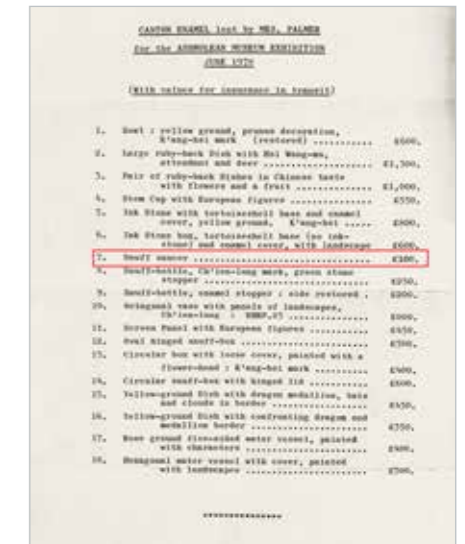 CANTON ENAMEL lent by MRS. PALMER
for the ASHMOLEAN MUSEUM EXHIBITION
JUNE 1970
(With values for insurance in transit)
1. Bowl : yellow ground, prunus decoration,
K'ang-hsi mark (restored) ............ £600.
2. Large ruby-back Dish with Hsi Wang-mu,
attendant and deer .................. £1,500.
3. Pair of ruby-back Dishes in Chinese taste
with flowers and a fruit ............ £1,000.
4. Stem Cup with European figures .......... £550.
5. Ink Stone with tortoiseshell base and enamel
cover, yellow ground, K'ang-hsi .....
6. Ink Stone box, tortoiseshell base (no ink-
stone) and enamel cover, with landscape £600.
7. Snuff saucer ............................ £200.
8. Snuff-bottle, Ch'ien-lung mark, green stone
stopper ............................. £250.
9. Snuff-bottle, enamel stopper : side restored . £200.
10. Octagonal vase with panels of landscapes,
Ch'ien-lung :
11. Screen Panel with European figures ...... £450.
12. Oval hinged snuff-box ................... £300.
13. Circular box with loose cover, painted with a
flower-head : K'ang-hsi mark ........
14. Circular snuff-box with hinged lid ...... £600.
15. Yellow-ground Dish with dragon medallion, bats
and clouds in border ................ £450.
16. Yellow-ground Dish with confronting dragon and
medallion border .................... £350.
17. Rose ground water vessel, painted
with characters .....................
18. Hexagonal water vessel with cover, painted
with landscapes ..................... £500.
***************